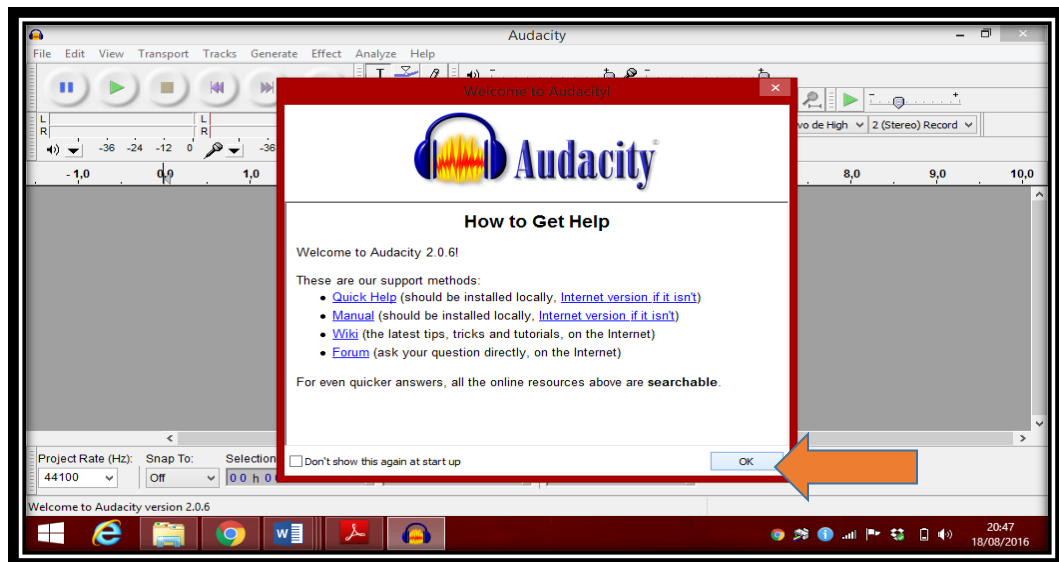 Audacity
File Edit View Transport Tracks Generate Effect Analyze Help
Welcome to Audacity!
L
R
L
R
-36 -24 -12 0 -36
vo de High 2 (Stereo) Record
- 1,0 0,0 1,0 8,0 9,0 10,0
Audacity
How to Get Help
Welcome to Audacity 2.0.6!
These are our support methods:
• Quick Help (should be installed locally, Internet version if it isn't)
• Manual (should be installed locally, Internet version if it isn't)
• Wiki (the latest tips, tricks and tutorials, on the Internet)
• Forum (ask your question directly, on the Internet)
For even quicker answers, all the online resources above are searchable.
Don't show this again at start up OK
Project Rate (Hz): Snap To: Selection
44100 Off 00 h 0
Welcome to Audacity version 2.0.6
20:47
18/08/2016